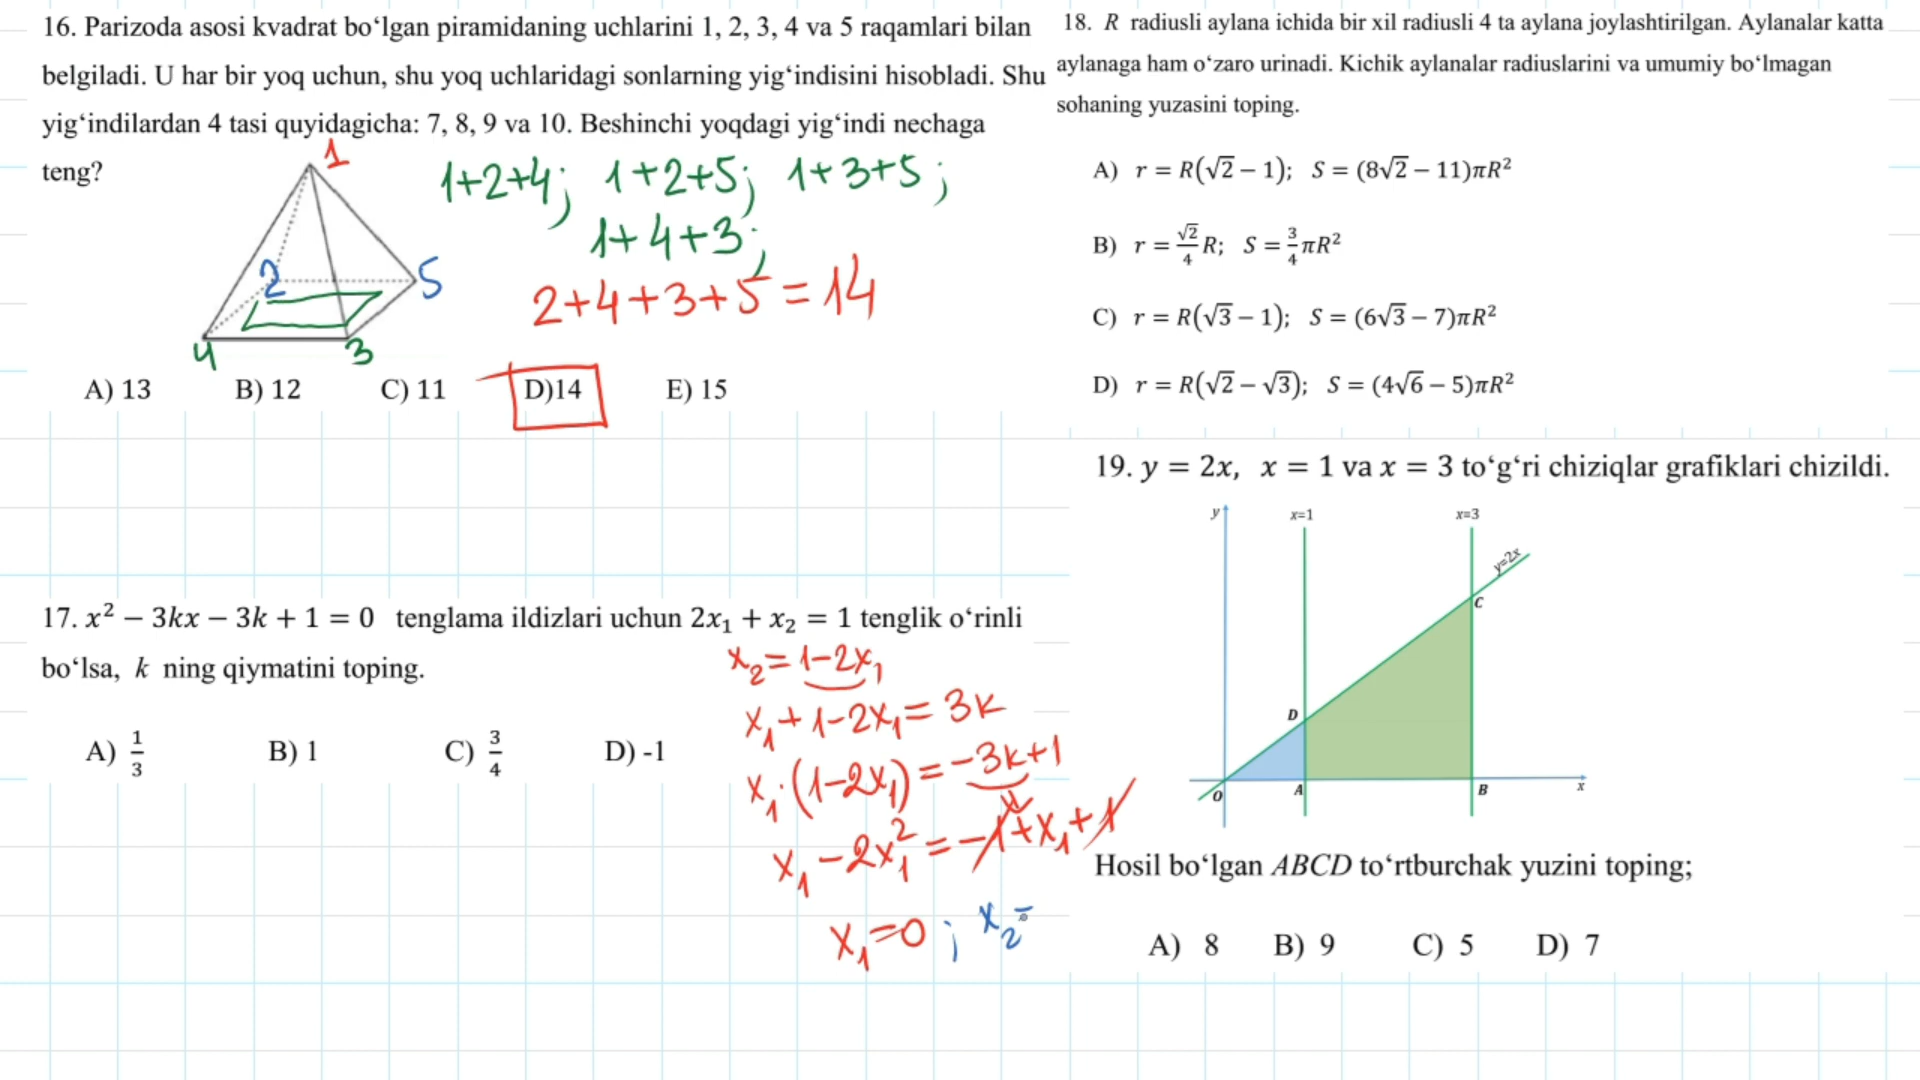 16. Parizoda asosi kvadrat bo‘lgan piramidaning uchlarini 1, 2, 3, 4 va 5 raqamlari bilan
belgiladi. U har bir yoq uchun, shu yoq uchlaridagi sonlarning yig‘indisini hisobladi. Shu
yig‘indilardan 4 tasi quyidagicha: 7, 8, 9 va 10. Beshinchi yoqdagi yig‘indi nechaga
teng?
1
2
5
4
3
1+2+4; 1+2+5; 1+3+5;
1+4+3;
2+4+3+5=14
A) 13 B) 12 C) 11 D)14 E) 15
17. x² − 3kx − 3k + 1 = 0 tenglama ildizlari uchun 2x₁ + x₂ = 1 tenglik o‘rinli
bo‘lsa, k ning qiymatini toping.
A) 1/3 B) 1 C) 3/4 D) -1
x₂=1−2x₁
x₁+1−2x₁=3k
x₁·(1−2x₁)=−3k+1
x₁−2x₁²=−1+x₁+1
x₁=0; x₂=
18. R radiusli aylana ichida bir xil radiusli 4 ta aylana joylashtirilgan. Aylanalar katta
aylanaga ham o‘zaro urinadi. Kichik aylanalar radiuslarini va umumiy bo‘lmagan
sohaning yuzasini toping.
A) r = R(√2 − 1); S = (8√2 − 11)πR²
B) r = √2/4 R; S = 3/4 πR²
C) r = R(√3 − 1); S = (6√3 − 7)πR²
D) r = R(√2 − √3); S = (4√6 − 5)πR²
19. y = 2x, x = 1 va x = 3 to‘g‘ri chiziqlar grafiklari chizildi.
y x=1 x=3
y=2x
C
D
O A B x
Hosil bo‘lgan ABCD to‘rtburchak yuzini toping;
A) 8 B) 9 C) 5 D) 7